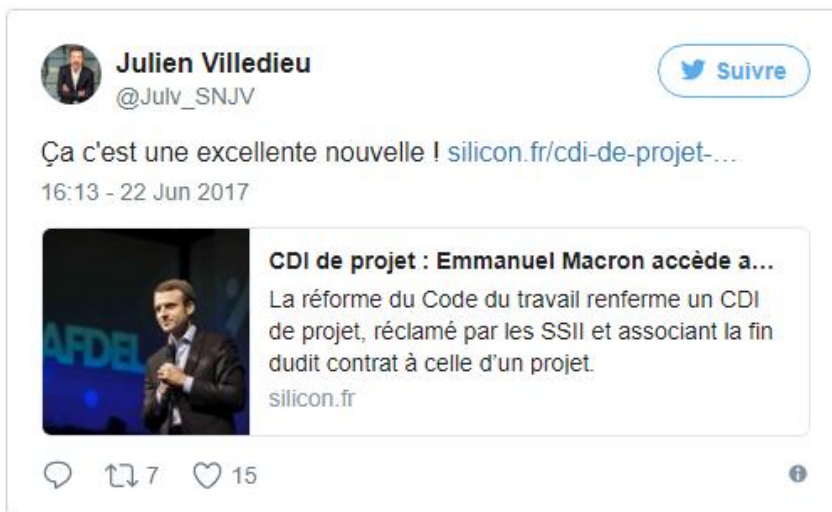 Julien Villedieu
Suivre
@Julv_SNJV
Ça c'est une excellente nouvelle ! silicon.fr/cdi-de-projet-…
16:13 - 22 Jun 2017
AFDEL
CDI de projet : Emmanuel Macron accède a...
La réforme du Code du travail renferme un CDI
de projet, réclamé par les SSII et associant la fin
dudit contrat à celle d'un projet.
silicon.fr
7 15